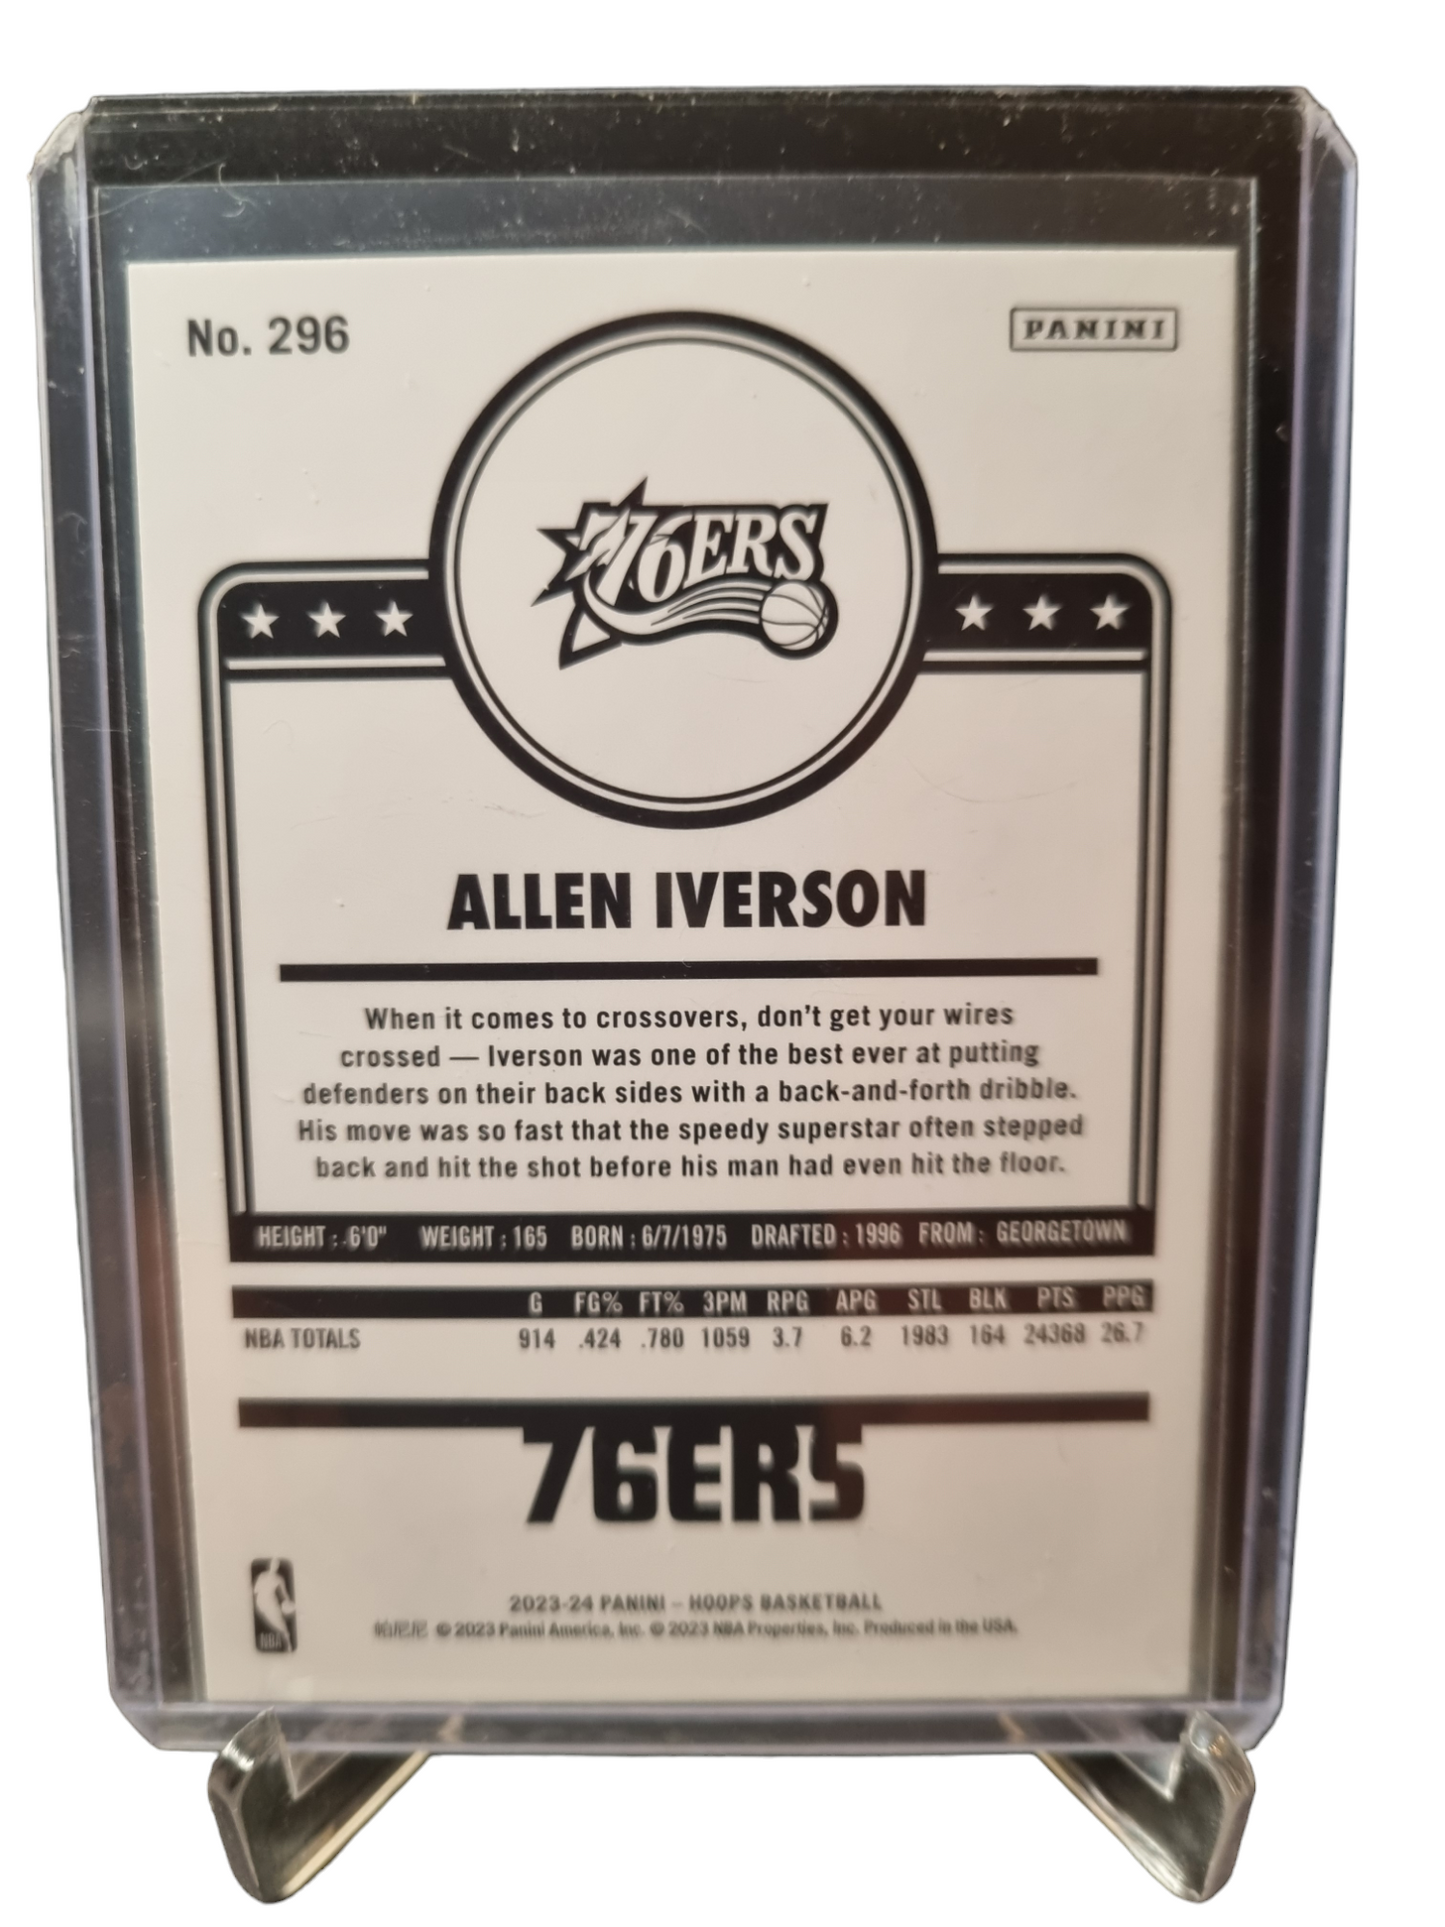 No. 296
PANINI
76ERS
ALLEN IVERSON
When it comes to crossovers, don't get your wires
crossed — Iverson was one of the best ever at putting
defenders on their back sides with a back-and-forth dribble.
His move was so fast that the speedy superstar often stepped
back and hit the shot before his man had even hit the floor.
HEIGHT : 6'0" WEIGHT : 165 BORN : 6/7/1975 DRAFTED : 1996 FROM : GEORGETOWN
G FG% FT% 3PM RPG APG STL BLK PTS PPG
NBA TOTALS 914 .424 .780 1059 3.7 6.2 1983 164 24368 26.7
76ERS
2023-24 PANINI – HOOPS BASKETBALL
帕尼尼 © 2023 Panini America, Inc. © 2023 NBA Properties, Inc. Produced in the USA.
NBA